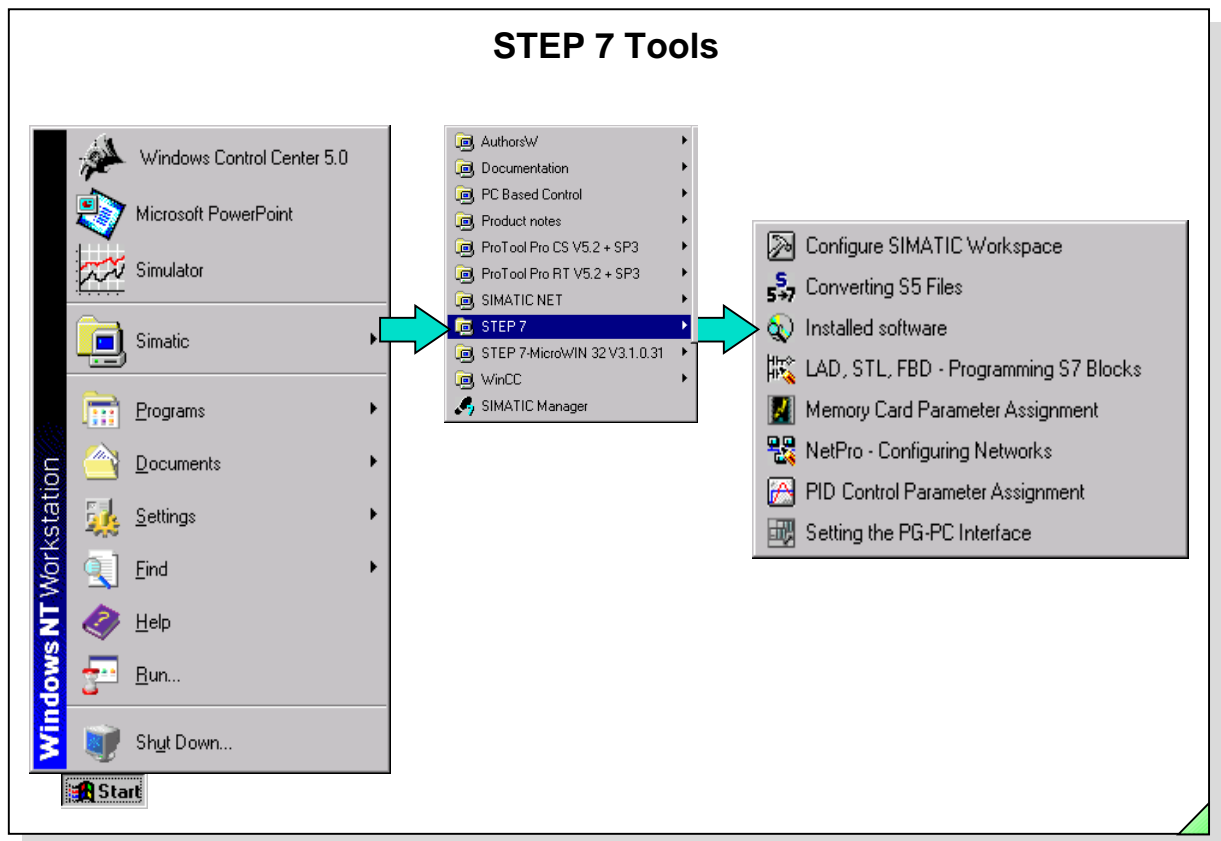 STEP 7 Tools
Windows Control Center 5.0
Microsoft PowerPoint
Simulator
Simatic
Programs
Documents
Settings
Find
Help
Run...
Shut Down...
Windows NT Workstation
Start
AuthorsW
Documentation
PC Based Control
Product notes
ProTool Pro CS V5.2 + SP3
ProTool Pro RT V5.2 + SP3
SIMATIC NET
STEP 7
STEP 7-MicroWIN 32 V3.1.0.31
WinCC
SIMATIC Manager
Configure SIMATIC Workspace
S
5→7
Converting S5 Files
Installed software
LAD, STL, FBD - Programming S7 Blocks
Memory Card Parameter Assignment
NetPro - Configuring Networks
PID Control Parameter Assignment
Setting the PG-PC Interface